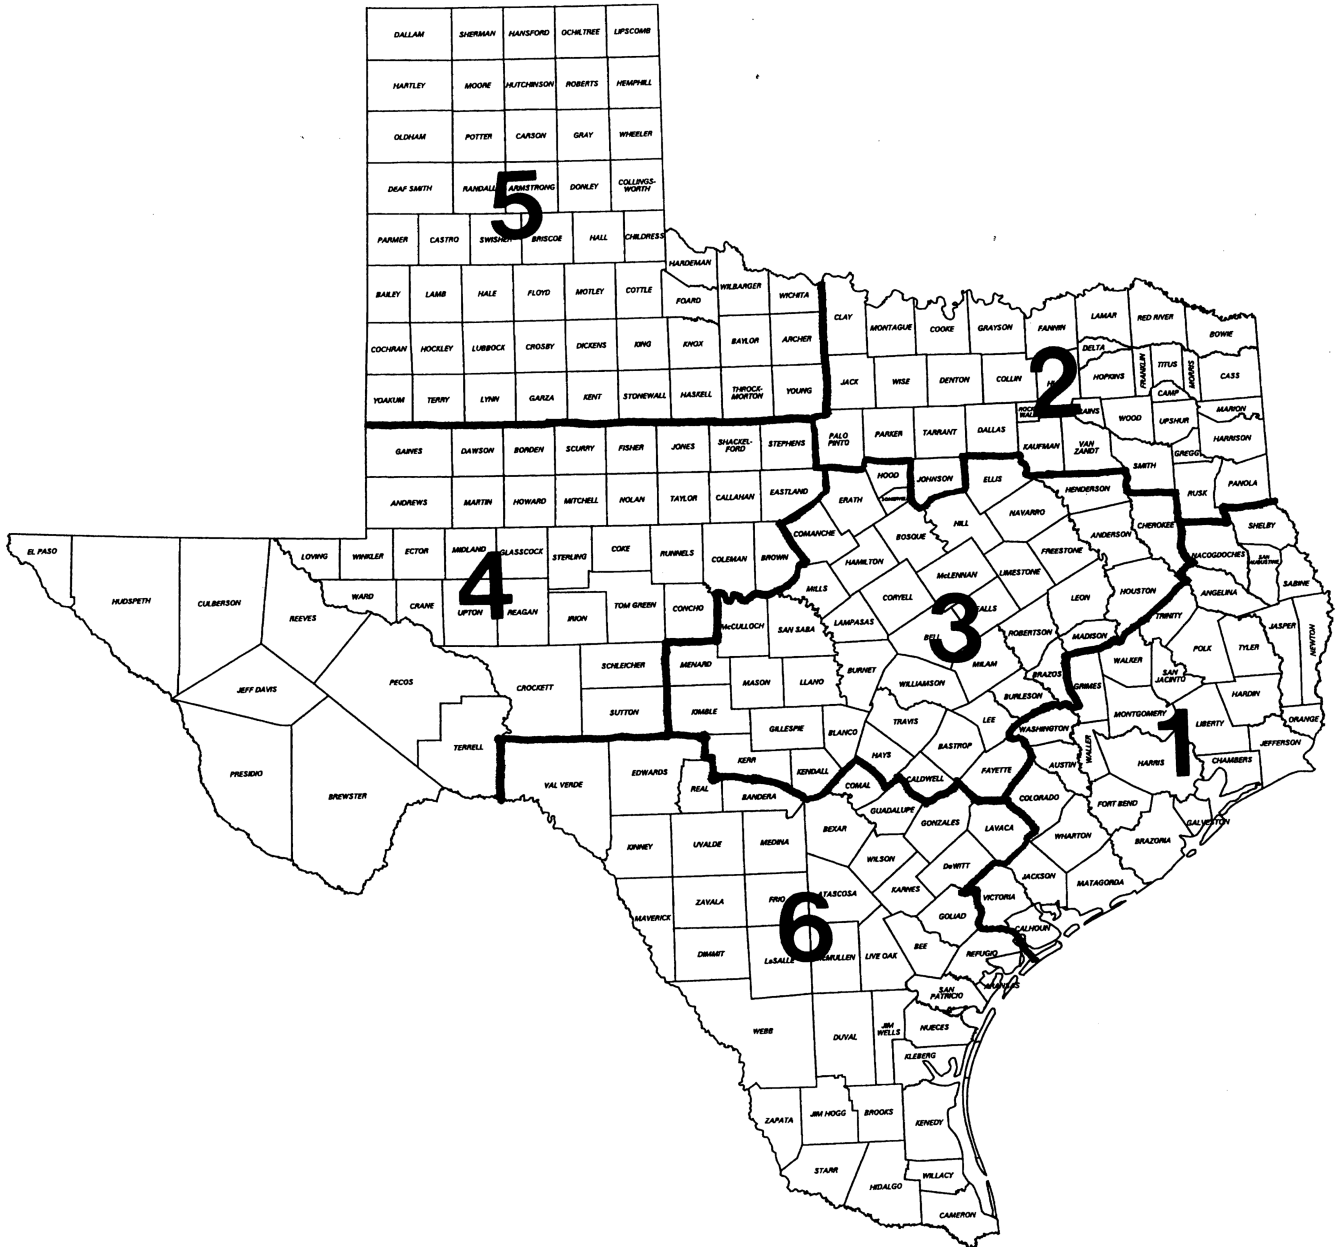 DALLAM SHERMAN HANSFORD OCHILTREE LIPSCOMB
HARTLEY MOORE HUTCHINSON ROBERTS HEMPHILL
OLDHAM POTTER CARSON GRAY WHEELER
DEAF SMITH RANDALL ARMSTRONG DONLEY COLLINGS-
WORTH
5
PARMER CASTRO SWISHER BRISCOE HALL CHILDRESS
HARDEMAN
BAILEY LAMB HALE FLOYD MOTLEY COTTLE FOARD WILBARGER WICHITA
COCHRAN HOCKLEY LUBBOCK CROSBY DICKENS KING KNOX BAYLOR ARCHER
YOAKUM TERRY LYNN GARZA KENT STONEWALL HASKELL THROCK-
MORTON YOUNG
CLAY MONTAGUE COOKE GRAYSON FANNIN LAMAR RED RIVER BOWIE
DELTA
JACK WISE DENTON COLLIN HOPKINS FRANKLIN TITUS MORRIS CASS
2
CAMP
ROCK
WALL
WOOD UPSHUR MARION
PALO
PINTO PARKER TARRANT DALLAS KAUFMAN VAN
ZANDT SMITH GREGG HARRISON
RUSK PANOLA
GAINES DAWSON BORDEN SCURRY FISHER JONES SHACKEL-
FORD STEPHENS
ANDREWS MARTIN HOWARD MITCHELL NOLAN TAYLOR CALLAHAN EASTLAND
HOOD JOHNSON ELLIS HENDERSON
ERATH HILL NAVARRO CHEROKEE SHELBY
EL PASO LOVING WINKLER ECTOR MIDLAND GLASSCOCK STERLING COKE RUNNELS COLEMAN BROWN COMANCHE
BOSQUE ANDERSON FREESTONE NACOGDOCHES SAN
AUGUSTINE SABINE
HAMILTON McLENNAN LIMESTONE
HUDSPETH CULBERSON REEVES WARD CRANE UPTON REAGAN IRION TOM GREEN CONCHO
4
MILLS CORYELL LEON HOUSTON ANGELINA
McCULLOCH SAN SABA LAMPASAS BELL ROBERTSON MADISON TRINITY JASPER NEWTON
3
JEFF DAVIS PECOS CROCKETT SCHLEICHER MENARD MASON LLANO BURNET WILLIAMSON MILAM BRAZOS WALKER POLK TYLER
GRIMES SAN
JACINTO HARDIN
SUTTON KIMBLE GILLESPIE BLANCO TRAVIS LEE BURLESON WASHINGTON MONTGOMERY LIBERTY ORANGE
1
PRESIDIO BREWSTER TERRELL VAL VERDE EDWARDS REAL KERR KENDALL HAYS BASTROP FAYETTE AUSTIN WALLER HARRIS CHAMBERS JEFFERSON
BANDERA COMAL CALDWELL COLORADO FORT BEND
GUADALUPE GALVESTON
KINNEY UVALDE MEDINA BEXAR GONZALES LAVACA WHARTON BRAZORIA
WILSON DeWITT JACKSON MATAGORDA
MAVERICK ZAVALA FRIO ATASCOSA KARNES VICTORIA
6
GOLIAD CALHOUN
DIMMIT LaSALLE McMULLEN LIVE OAK BEE REFUGIO
SAN
PATRICIO ARANSAS
WEBB DUVAL JIM
WELLS NUECES
KLEBERG
ZAPATA JIM HOGG BROOKS KENEDY
STARR HIDALGO WILLACY
CAMERON